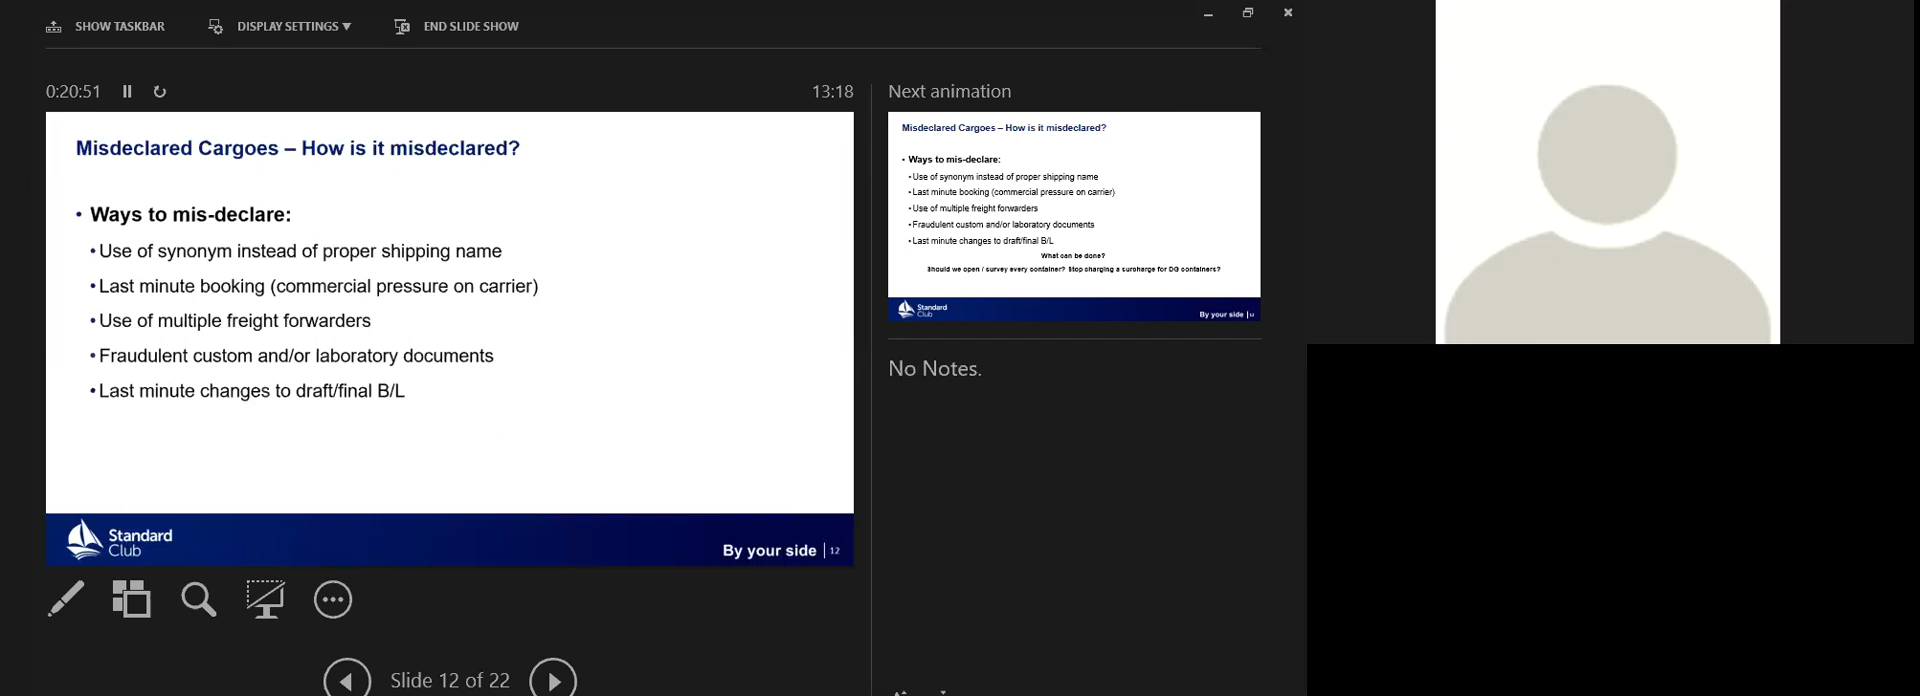 SHOW TASKBAR
DISPLAY SETTINGS ▼
END SLIDE SHOW
0:20:51
13:18
Misdeclared Cargoes – How is it misdeclared?
• Ways to mis-declare:
• Use of synonym instead of proper shipping name
• Last minute booking (commercial pressure on carrier)
• Use of multiple freight forwarders
• Fraudulent custom and/or laboratory documents
• Last minute changes to draft/final B/L
Standard
Club
By your side | 12
Slide 12 of 22
Next animation
Misdeclared Cargoes – How is it misdeclared?
• Ways to mis-declare:
• Use of synonym instead of proper shipping name
• Last minute booking (commercial pressure on carrier)
• Use of multiple freight forwarders
• Fraudulent custom and/or laboratory documents
• Last minute changes to draft/final B/L
What can be done?
Should we open / survey every container? Stop charging a surcharge for DG containers?
Standard
Club
By your side | 12
No Notes.